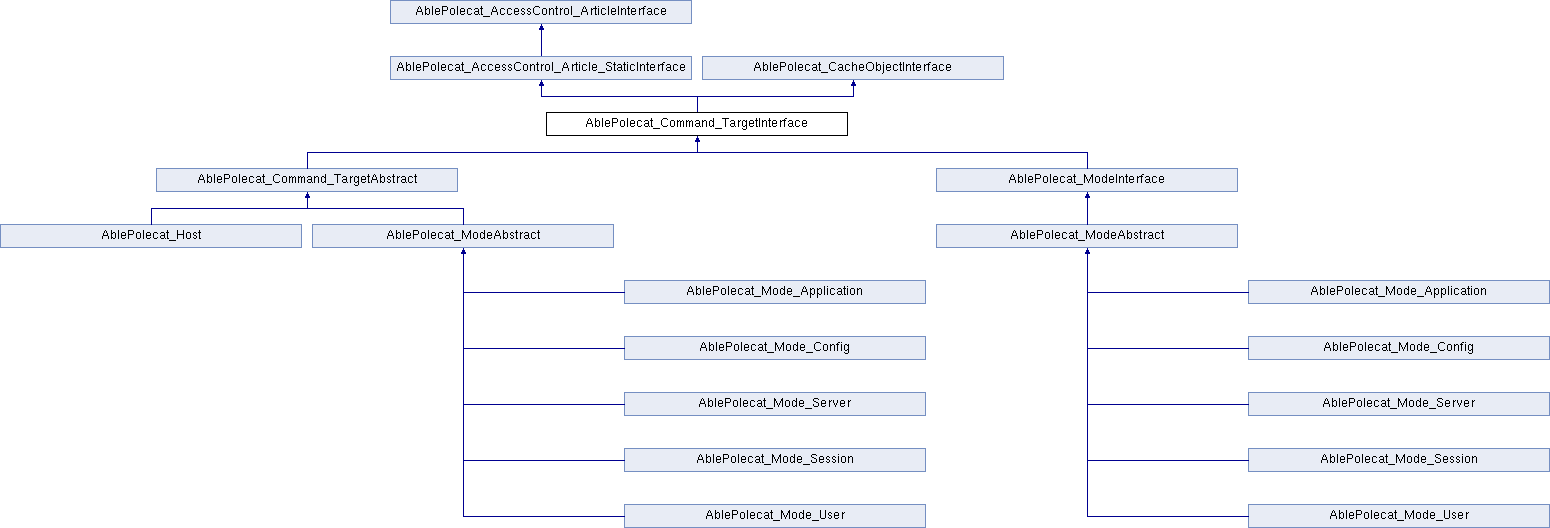 AblePolecat_AccessControl_ArticleInterface
AblePolecat_AccessControl_Article_StaticInterface
AblePolecat_CacheObjectInterface
AblePolecat_Command_TargetInterface
AblePolecat_Command_TargetAbstract
AblePolecat_ModeInterface
AblePolecat_Host
AblePolecat_ModeAbstract
AblePolecat_ModeAbstract
AblePolecat_Mode_Application
AblePolecat_Mode_Application
AblePolecat_Mode_Config
AblePolecat_Mode_Config
AblePolecat_Mode_Server
AblePolecat_Mode_Server
AblePolecat_Mode_Session
AblePolecat_Mode_Session
AblePolecat_Mode_User
AblePolecat_Mode_User